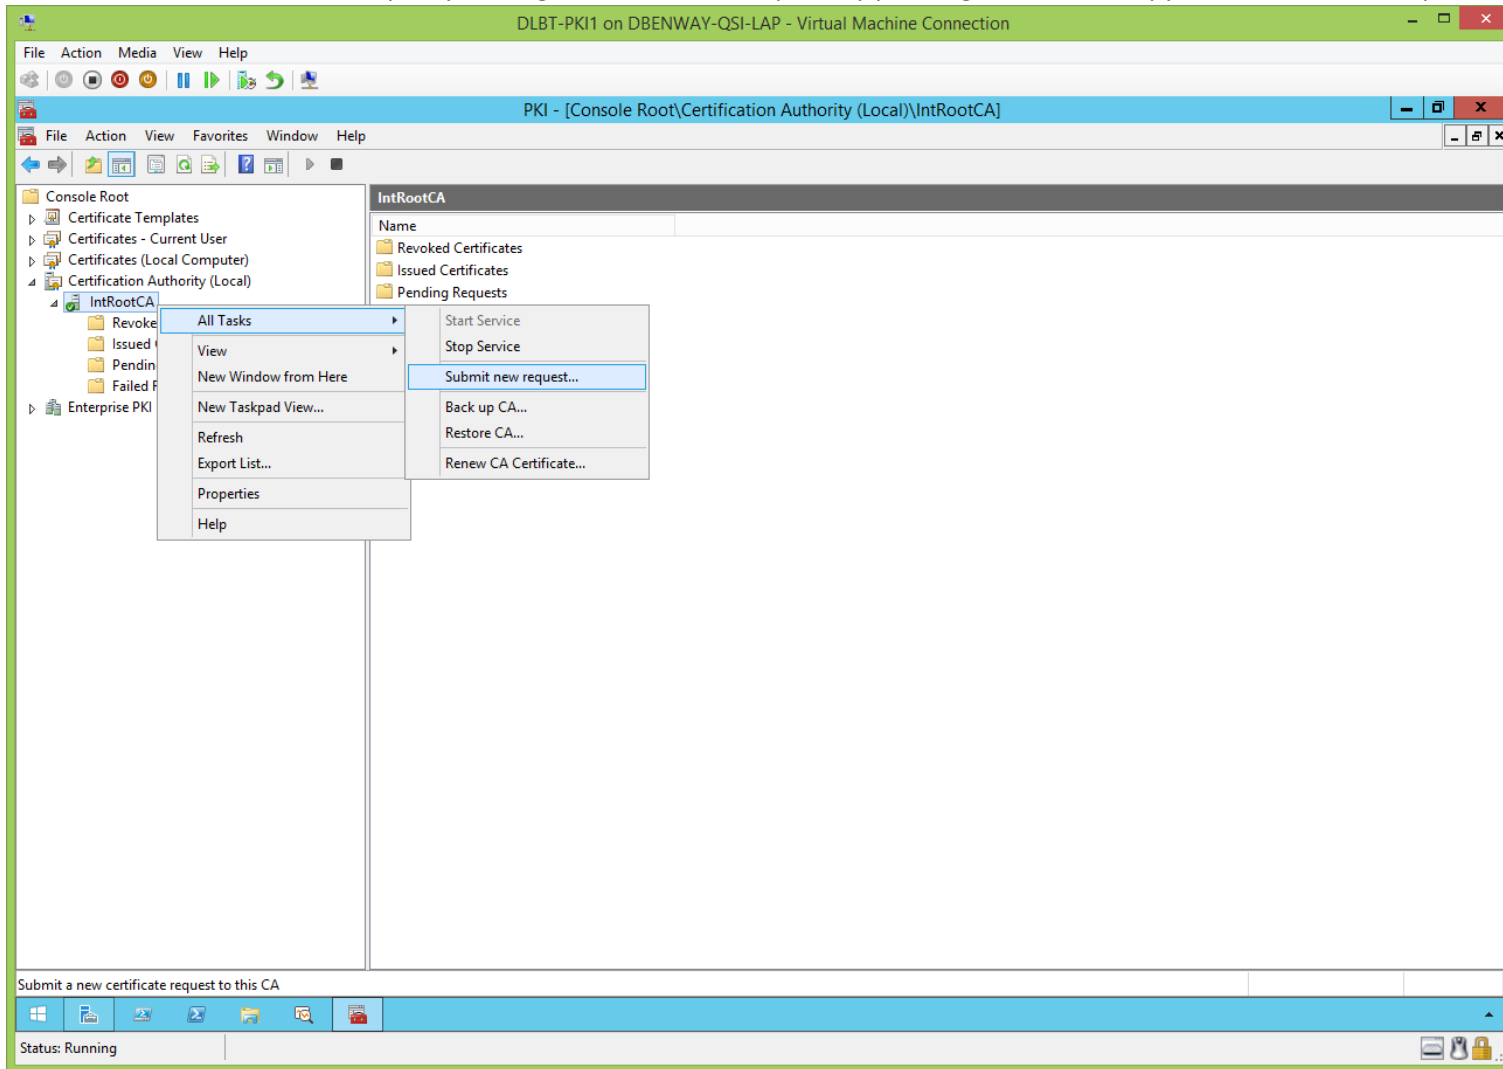 DLBT-PKI1 on DBENWAY-QSI-LAP - Virtual Machine Connection
File Action Media View Help
PKI - [Console Root\Certification Authority (Local)\IntRootCA]
File Action View Favorites Window Help
Console Root
Certificate Templates
Certificates - Current User
Certificates (Local Computer)
Certification Authority (Local)
IntRootCA
Revoke
Issued
Pendin
Failed F
Enterprise PKI
IntRootCA
Name
Revoked Certificates
Issued Certificates
Pending Requests
All Tasks
View
New Window from Here
New Taskpad View...
Refresh
Export List...
Properties
Help
Start Service
Stop Service
Submit new request...
Back up CA...
Restore CA...
Renew CA Certificate...
Submit a new certificate request to this CA
Status: Running